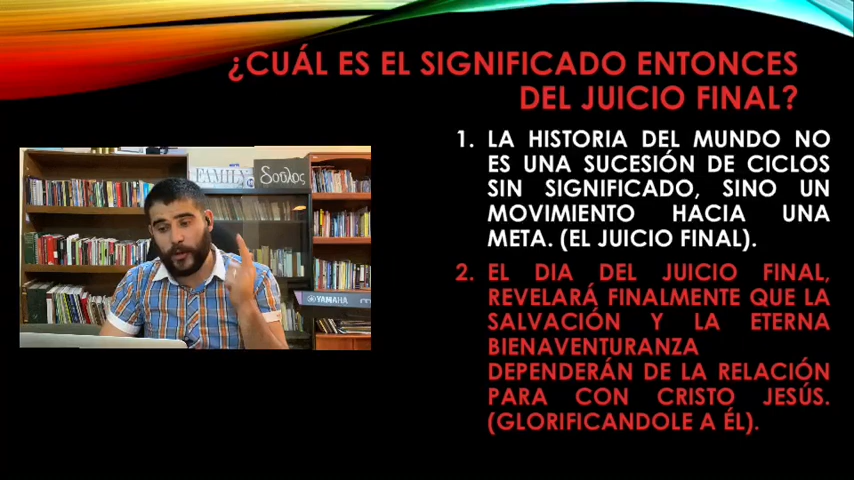 ¿CUÁL ES EL SIGNIFICADO ENTONCES
DEL JUICIO FINAL?
FAMILY
δοῦλος
YAMAHA
1. LA HISTORIA DEL MUNDO NO
ES UNA SUCESIÓN DE CICLOS
SIN SIGNIFICADO, SINO UN
MOVIMIENTO HACIA UNA
META. (EL JUICIO FINAL).
2. EL DIA DEL JUICIO FINAL,
REVELARÁ FINALMENTE QUE LA
SALVACIÓN Y LA ETERNA
BIENAVENTURANZA
DEPENDERÁN DE LA RELACIÓN
PARA CON CRISTO JESÚS.
(GLORIFICANDOLE A ÉL).